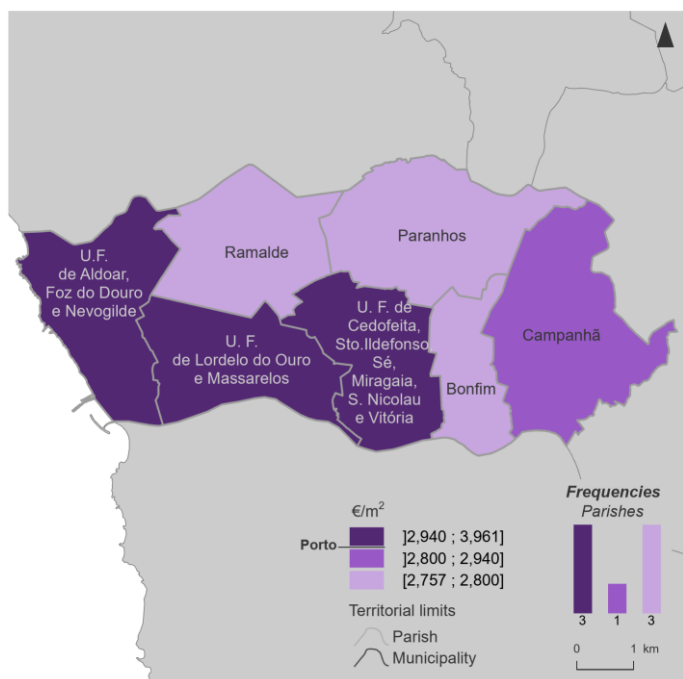 U.F.
de Aldoar,
Foz do Douro
e Nevogilde
Ramalde
Paranhos
U. F.
de Lordelo do Ouro
e Massarelos
U. F. de
Cedofeita,
Sto.Ildefonso,
Sé,
Miragaia,
S. Nicolau
e Vitória
Bonfim
Campanhã
€/m²
Porto
]2,940 ; 3,961]
]2,800 ; 2,940]
[2,757 ; 2,800]
Territorial limits
Parish
Municipality
Frequencies
Parishes
3 1 3
0 1 km